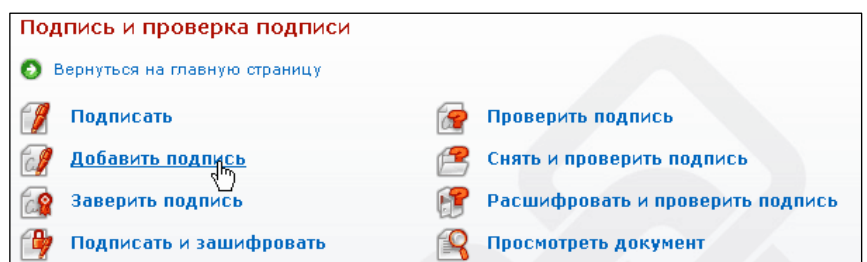 Подпись и проверка подписи
Вернуться на главную страницу
Подписать
Проверить подпись
Добавить подпись
Снять и проверить подпись
Заверить подпись
Расшифровать и проверить подпись
Подписать и зашифровать
Просмотреть документ